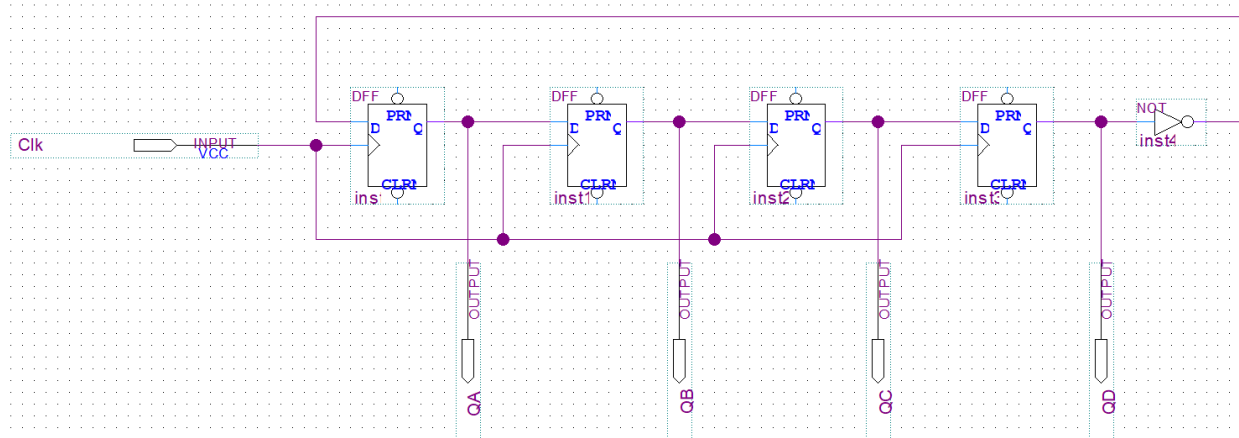 DFF DFF DFF DFF
PRN PRN PRN PRN NOT
D Q D Q D Q D Q
Clk INPUT inst4
VCC
CLRN CLRN CLRN CLRN
inst inst1 inst2 inst3
OUTPUT OUTPUT OUTPUT OUTPUT
QA QB QC QD